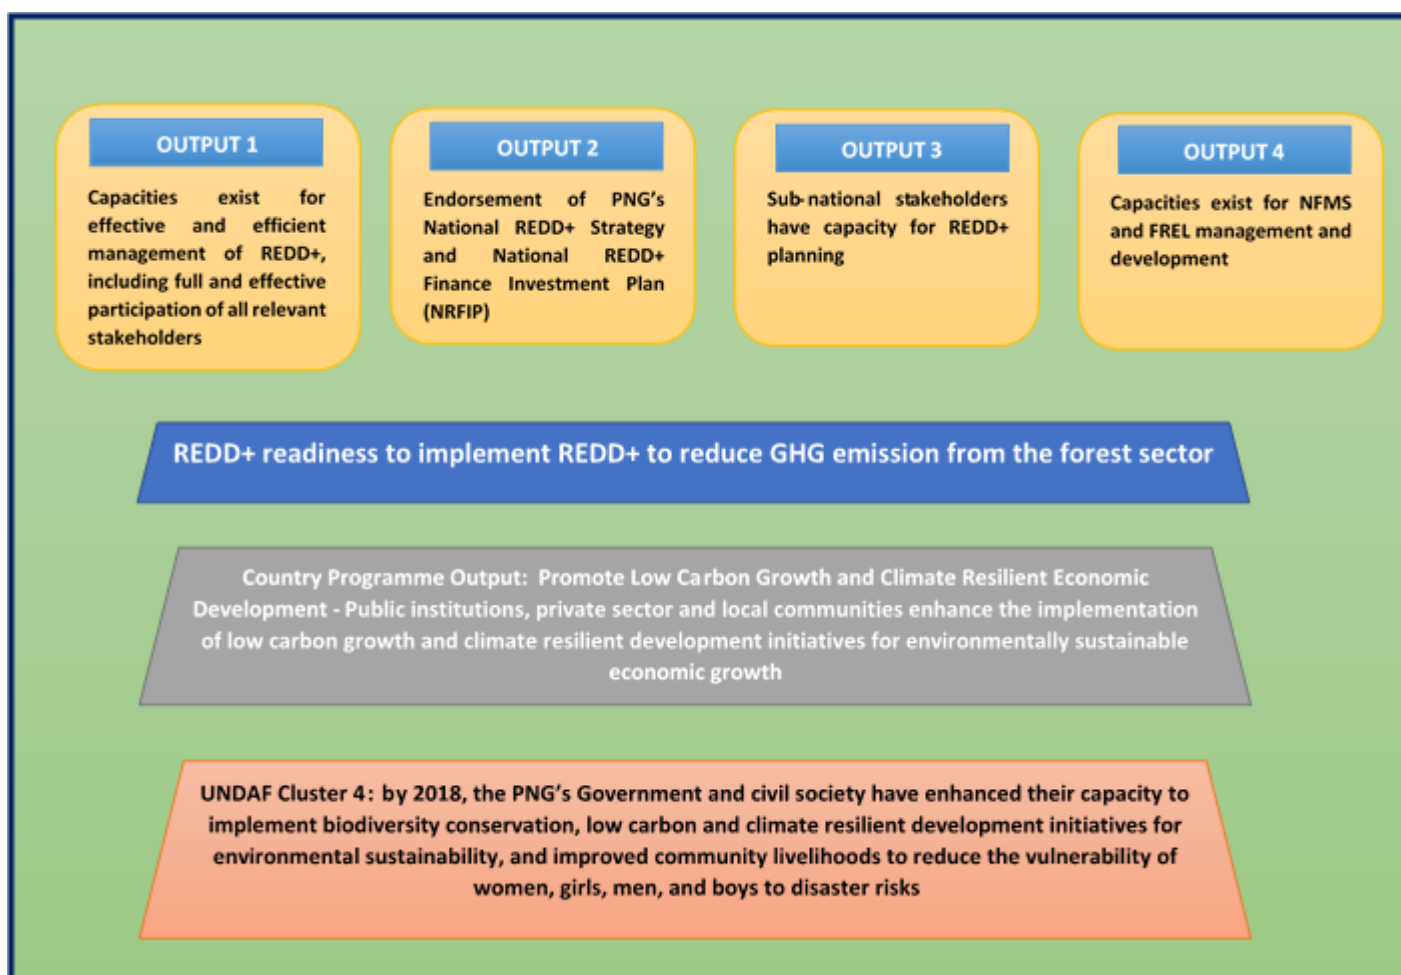 OUTPUT 1
Capacities exist for
effective and efficient
management of REDD+,
including full and effective
participation of all relevant
stakeholders
OUTPUT 2
Endorsement of PNG’s
National REDD+ Strategy
and National REDD+
Finance Investment Plan
(NRFIP)
OUTPUT 3
Sub-national stakeholders
have capacity for REDD+
planning
OUTPUT 4
Capacities exist for NFMS
and FREL management and
development
REDD+ readiness to implement REDD+ to reduce GHG emission from the forest sector
Country Programme Output: Promote Low Carbon Growth and Climate Resilient Economic
Development - Public institutions, private sector and local communities enhance the implementation
of low carbon growth and climate resilient development initiatives for environmentally sustainable
economic growth
UNDAF Cluster 4: by 2018, the PNG’s Government and civil society have enhanced their capacity to
implement biodiversity conservation, low carbon and climate resilient development initiatives for
environmental sustainability, and improved community livelihoods to reduce the vulnerability of
women, girls, men, and boys to disaster risks